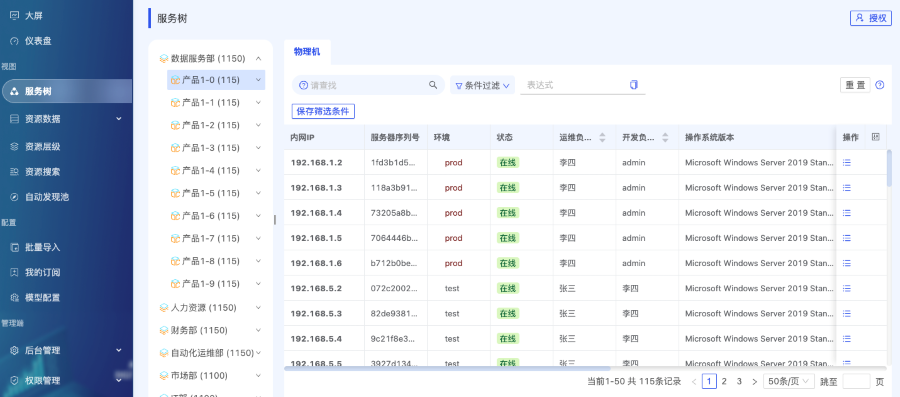 大屏
仪表盘
视图
服务树
资源数据
资源层级
资源搜索
自动发现池
配置
批量导入
我的订阅
模型配置
管理端
后台管理
权限管理
服务树
授权
数据服务部 (1150)
产品1-0 (115)
产品1-1 (115)
产品1-2 (115)
产品1-3 (115)
产品1-4 (115)
产品1-5 (115)
产品1-6 (115)
产品1-7 (115)
产品1-8 (115)
产品1-9 (115)
人力资源 (1150)
财务部 (1150)
自动化运维部 (1150)
市场部 (1100)
物理机
请查找 条件过滤 表达式 重 置
保存筛选条件
内网IP 服务器序列号 环境 状态 运维负... 开发负... 操作系统版本 操作
192.168.1.2 1fd3b1d5... prod 在线 李四 admin Microsoft Windows Server 2019 Stan...
192.168.1.3 118a3b91... prod 在线 李四 admin Microsoft Windows Server 2019 Stan...
192.168.1.4 73205a8b... prod 在线 李四 admin Microsoft Windows Server 2019 Stan...
192.168.1.5 7064446b... prod 在线 李四 admin Microsoft Windows Server 2019 Stan...
192.168.1.6 b712b0be... prod 在线 李四 admin Microsoft Windows Server 2019 Stan...
192.168.5.2 072c2002... test 在线 张三 李四 Microsoft Windows Server 2019 Stan...
192.168.5.3 82de9381... test 在线 张三 李四 Microsoft Windows Server 2019 Stan...
192.168.5.4 9c21f8e3... test 在线 张三 李四 Microsoft Windows Server 2019 Stan...
192.168.5.5 3927d134... test 在线 张三 李四 Microsoft Windows Server 2019 Stan...
当前1-50 共 115条记录 1 2 3 50条/页 跳至 页